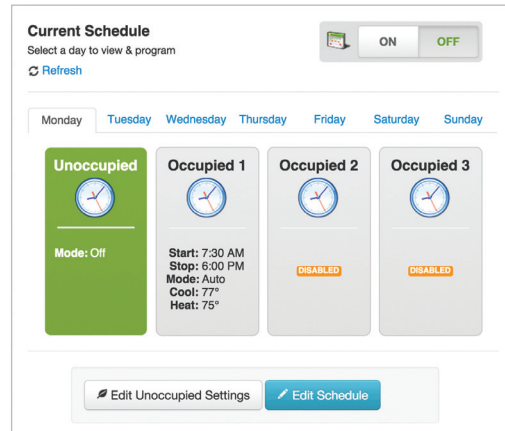 Current Schedule
Select a day to view & program
Refresh
ON OFF
Monday Tuesday Wednesday Thursday Friday Saturday Sunday
Unoccupied
Mode: Off
Occupied 1
Start: 7:30 AM
Stop: 6:00 PM
Mode: Auto
Cool: 77°
Heat: 75°
Occupied 2
DISABLED
Occupied 3
DISABLED
Edit Unoccupied Settings Edit Schedule